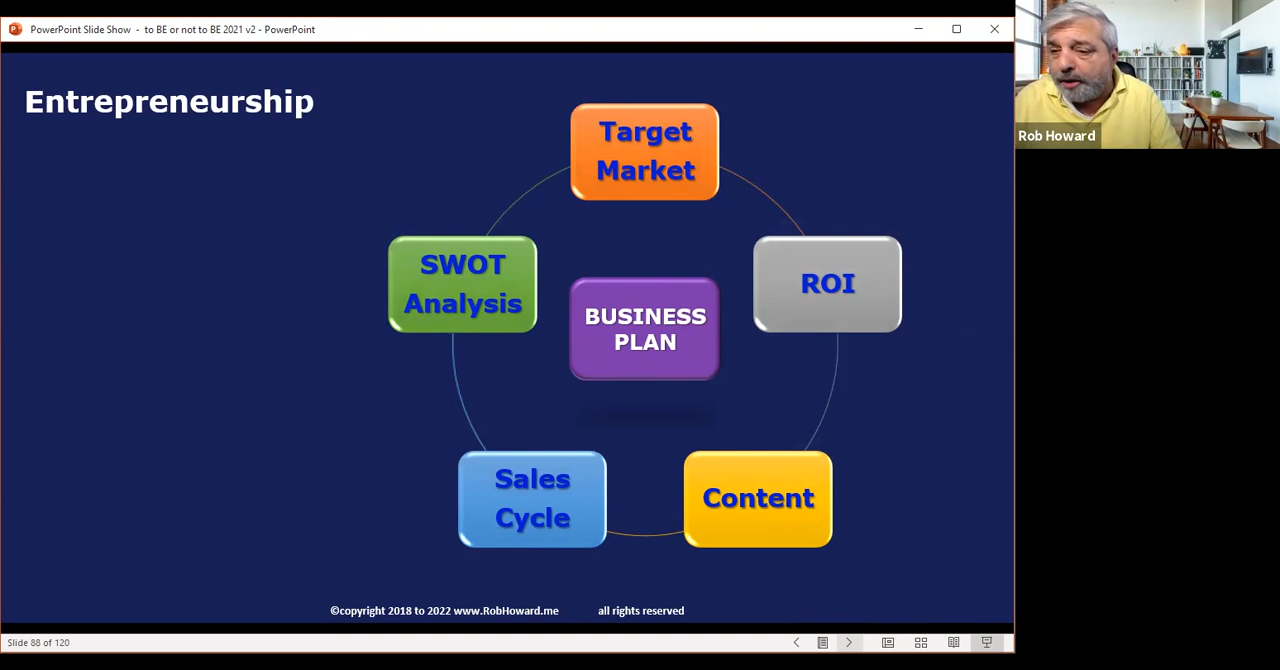 PowerPoint Slide Show - to BE or not to BE 2021 v2 - PowerPoint
Rob Howard
Entrepreneurship
Target
Market
SWOT
Analysis
ROI
BUSINESS
PLAN
Sales
Cycle
Content
©copyright 2018 to 2022 www.RobHoward.me all rights reserved
Slide 88 of 120